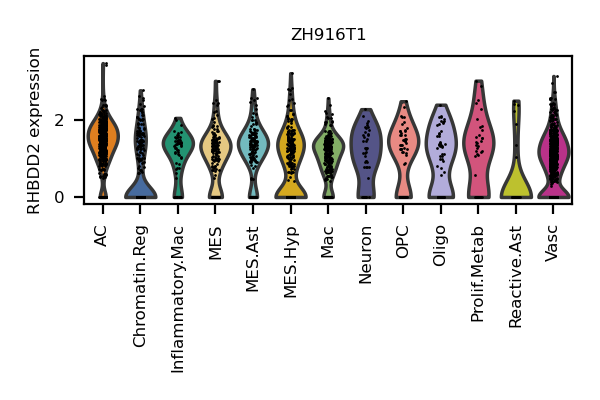 ZH916T1
RHBDD2 expression
2
0
AC
Chromatin.Reg
Inflammatory.Mac
MES
MES.Ast
MES.Hyp
Mac
Neuron
OPC
Oligo
Prolif.Metab
Reactive.Ast
Vasc